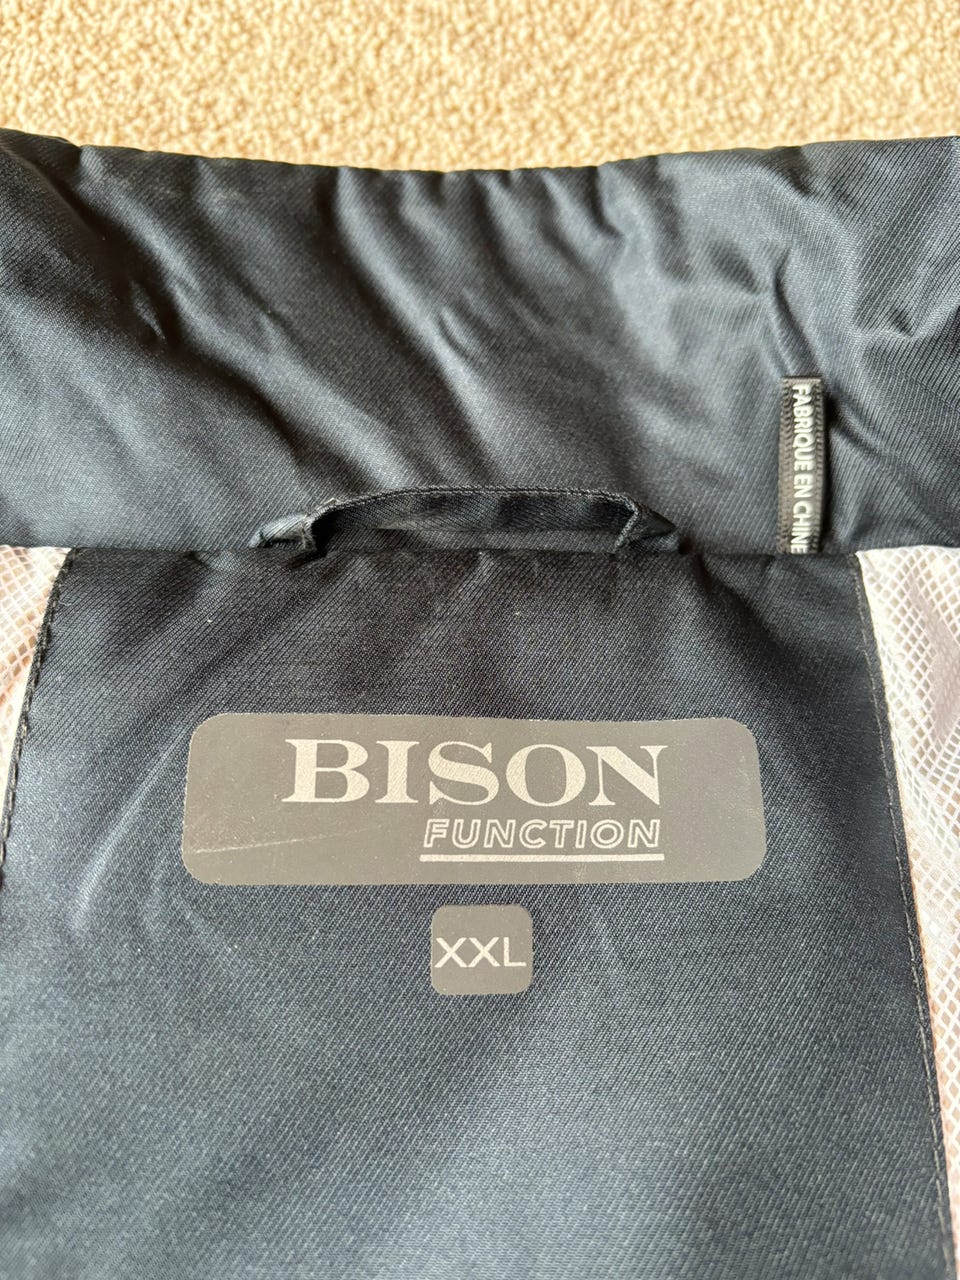 FABRIQUE EN CHINE
BISON
FUNCTION
XXL